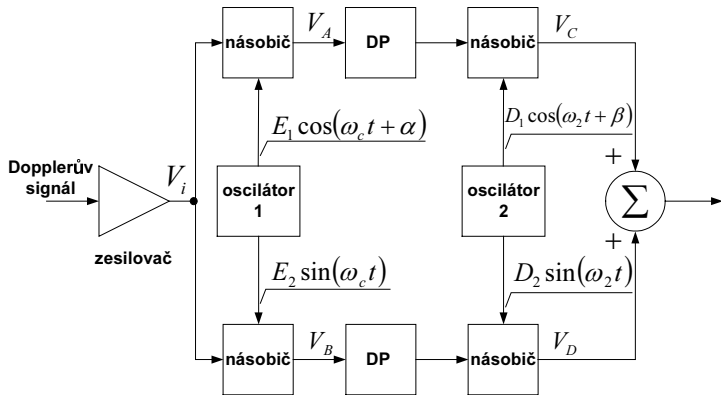 násobič
V_A
DP
násobič
V_C
E_1 cos(ω_c t + α)
D_1 cos(ω_2 t + β)
Dopplerův
signál
V_i
oscilátor
1
oscilátor
2
+
Σ
+
zesilovač
E_2 sin(ω_c t)
D_2 sin(ω_2 t)
násobič
V_B
DP
násobič
V_D